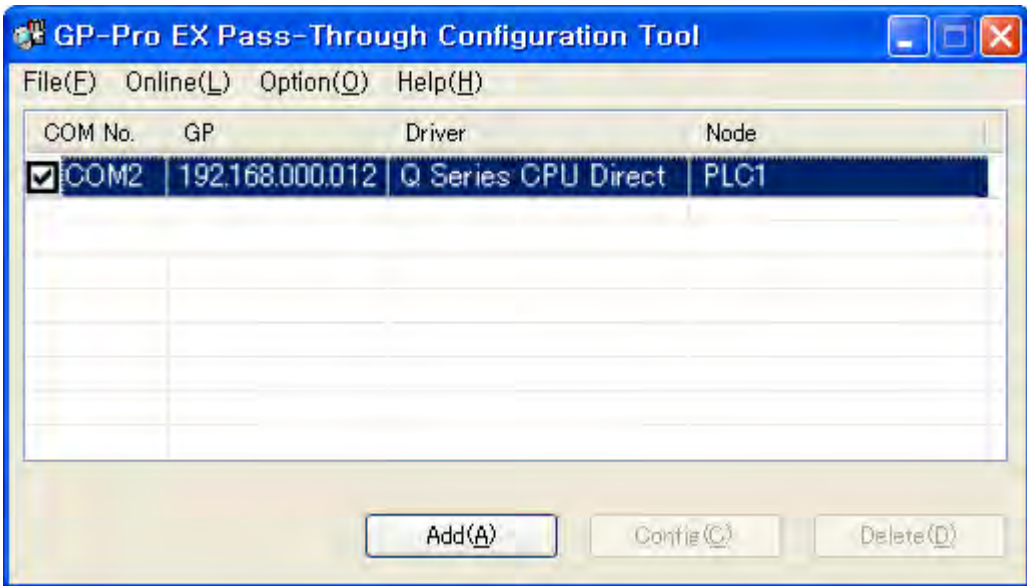 GP-Pro EX Pass-Through Configuration Tool
File(F) Online(L) Option(O) Help(H)
COM No. GP Driver Node
COM2 192.168.000.012 Q Series CPU Direct PLC1
Add(A) Config(C) Delete(D)